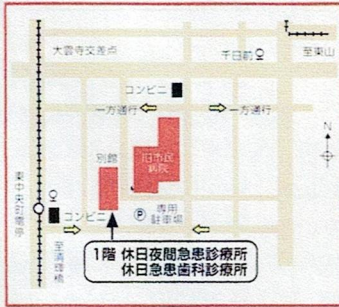 大雲寺交差点
千日前
至東山
コンビニ
一方通行
一方通行
N
別館
旧市民
病院
東中央町電停
コンビニ
至清輝橋
P
専用
駐車場
1階 休日夜間急患診療所
休日急患歯科診療所